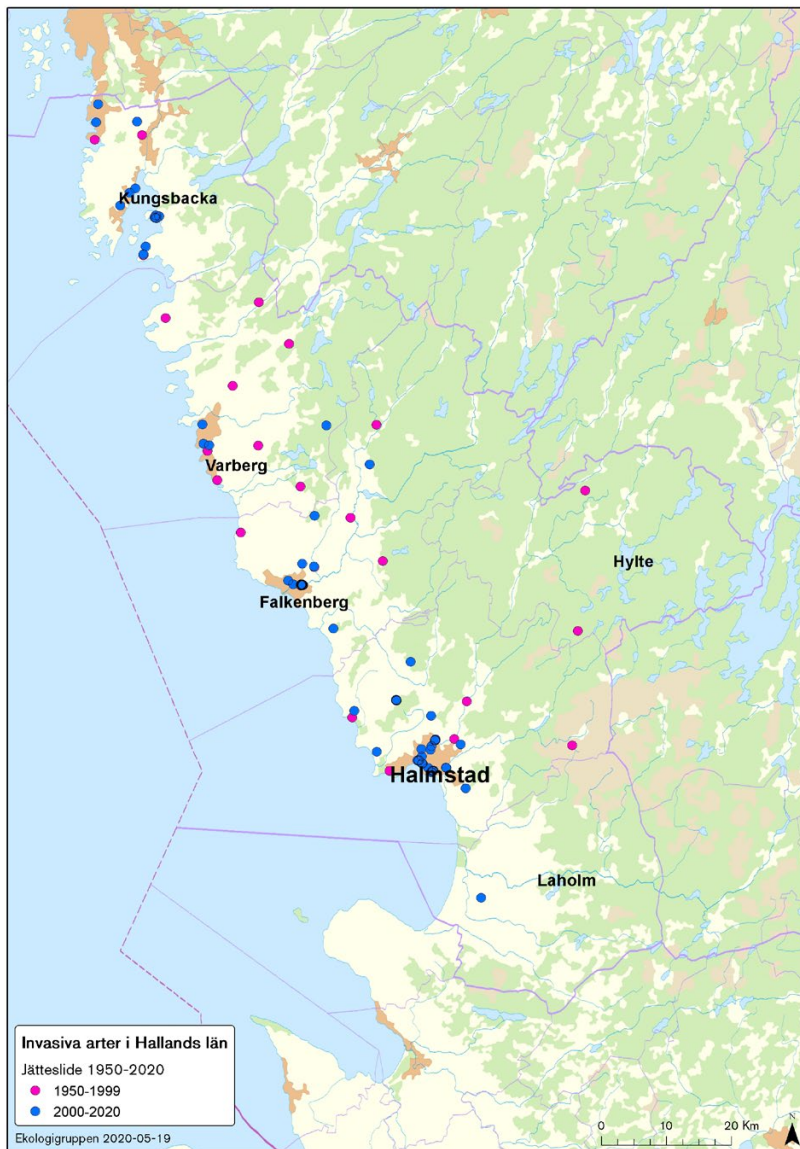 Kungsbacka
Varberg
Hylte
Falkenberg
Halmstad
Laholm
Invasiva arter i Hallands län
Jätteslide 1950-2020
1950-1999
2000-2020
Ekologigruppen 2020-05-19
N
0 10 20 Km